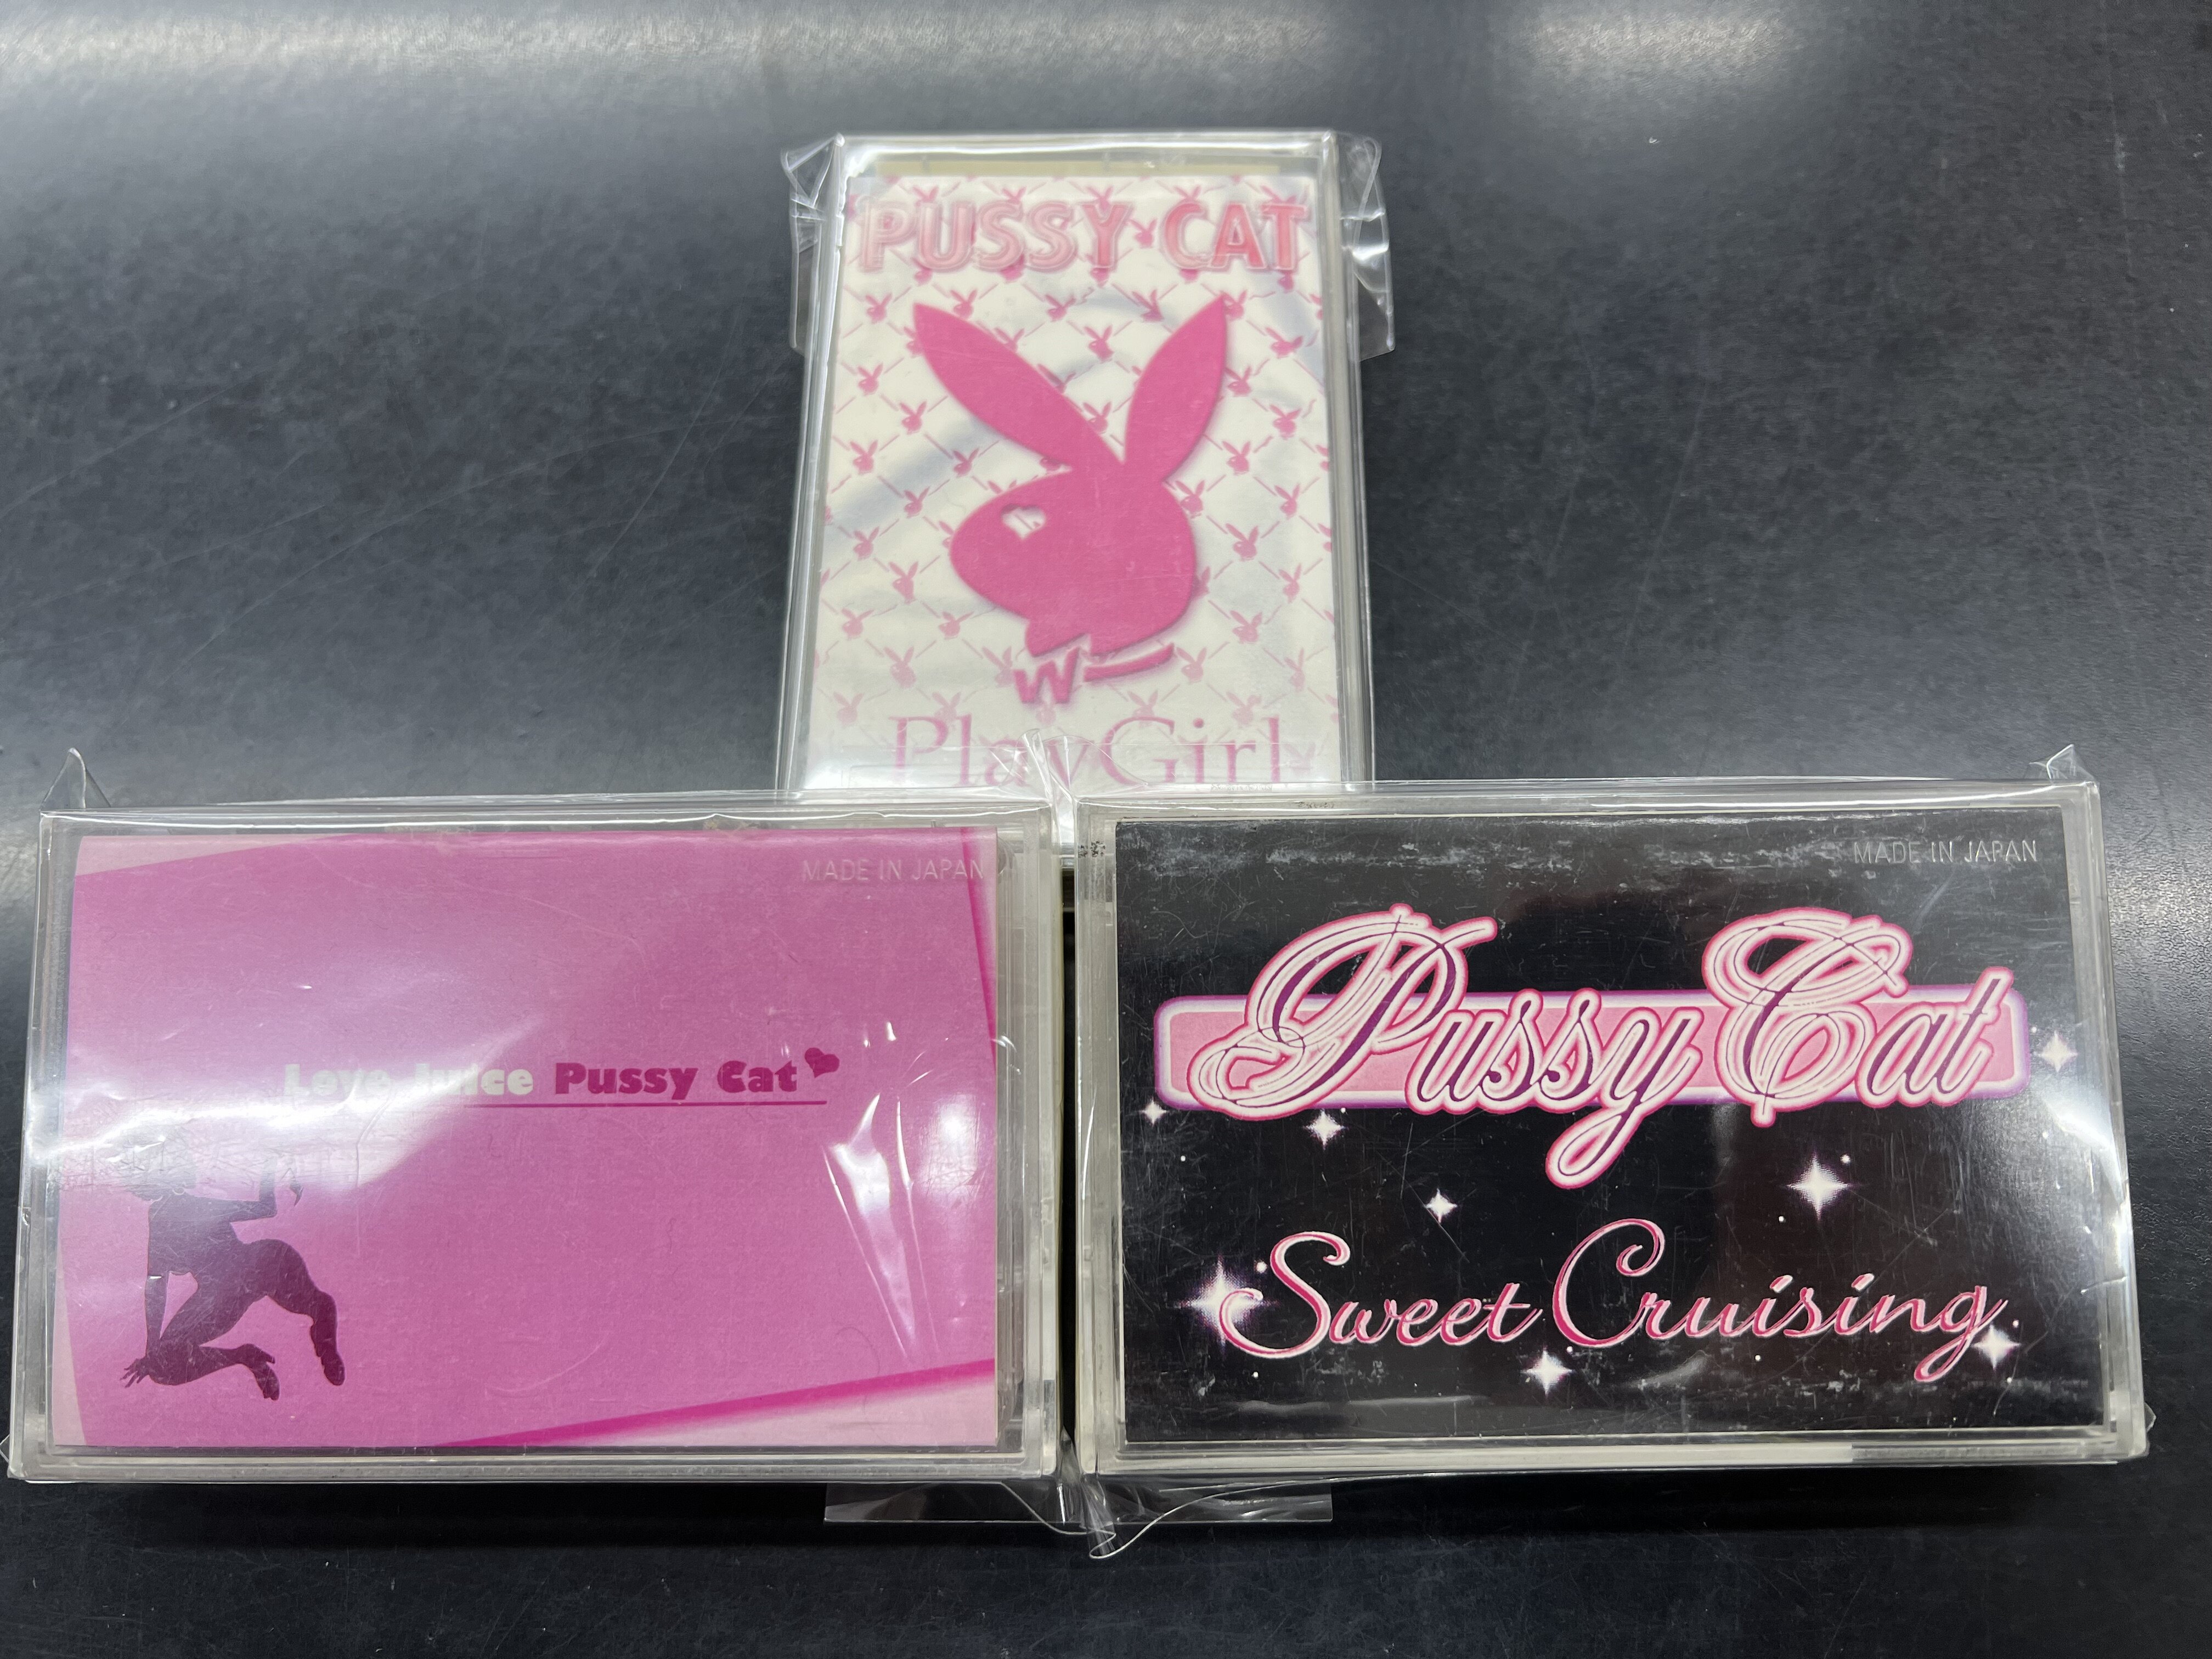 PUSSY CAT
W
PlayGirl
MADE IN JAPAN
Love Juice Pussy Cat
MADE IN JAPAN
Pussy Cat
Sweet Cruising